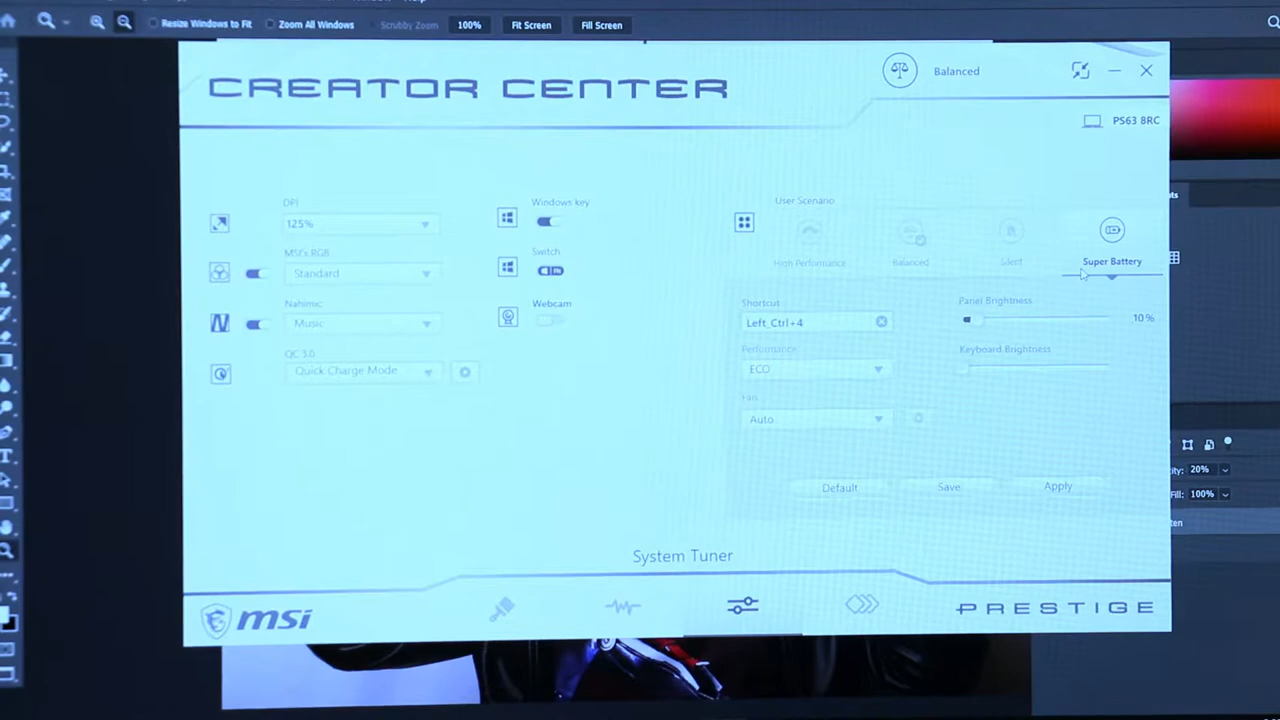 Resize Windows to Fit Zoom All Windows Scrubby Zoom 100% Fit Screen Fill Screen
CREATOR CENTER
Balanced
PS63 8RC
DPI
125%
MSI's RGB
Standard
Nahimic
Music
QC 3.0
Quick Charge Mode
Windows key
Switch
Fn
Webcam
User Scenario
High Performance Balanced Silent Super Battery
Shortcut
Left_Ctrl+4
Performance
ECO
Fan
Auto
Panel Brightness
10%
Keyboard Brightness
Default Save Apply
System Tuner
msi
PRESTIGE
20%
Fill: 100%